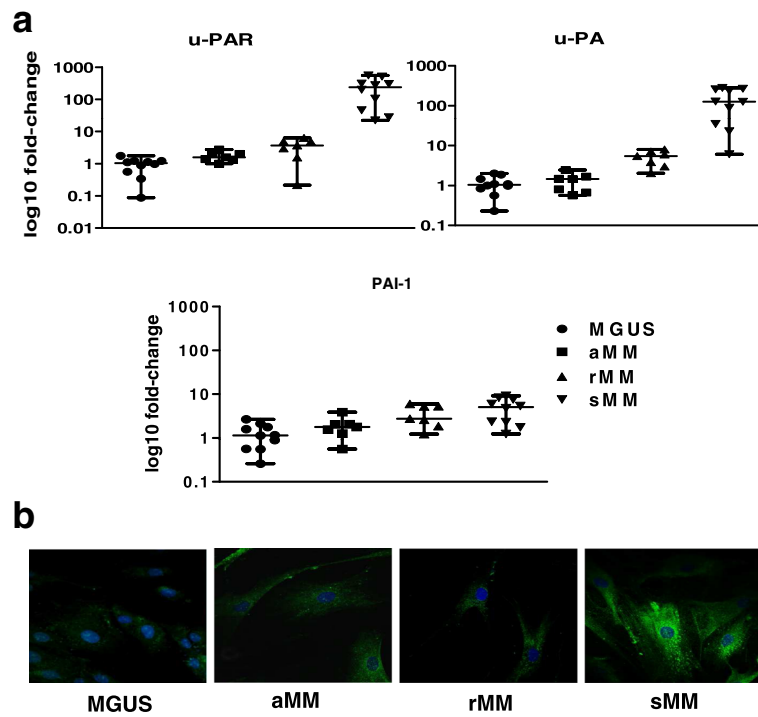 a
u-PAR
log10 fold-change
1000
100
10
1
0.1
0.01
u-PA
1000
100
10
1
0.1
PAI-1
log10 fold-change
1000
10
1
0.1
MGUS
aMM
rMM
sMM
b
MGUS
aMM
rMM
sMM